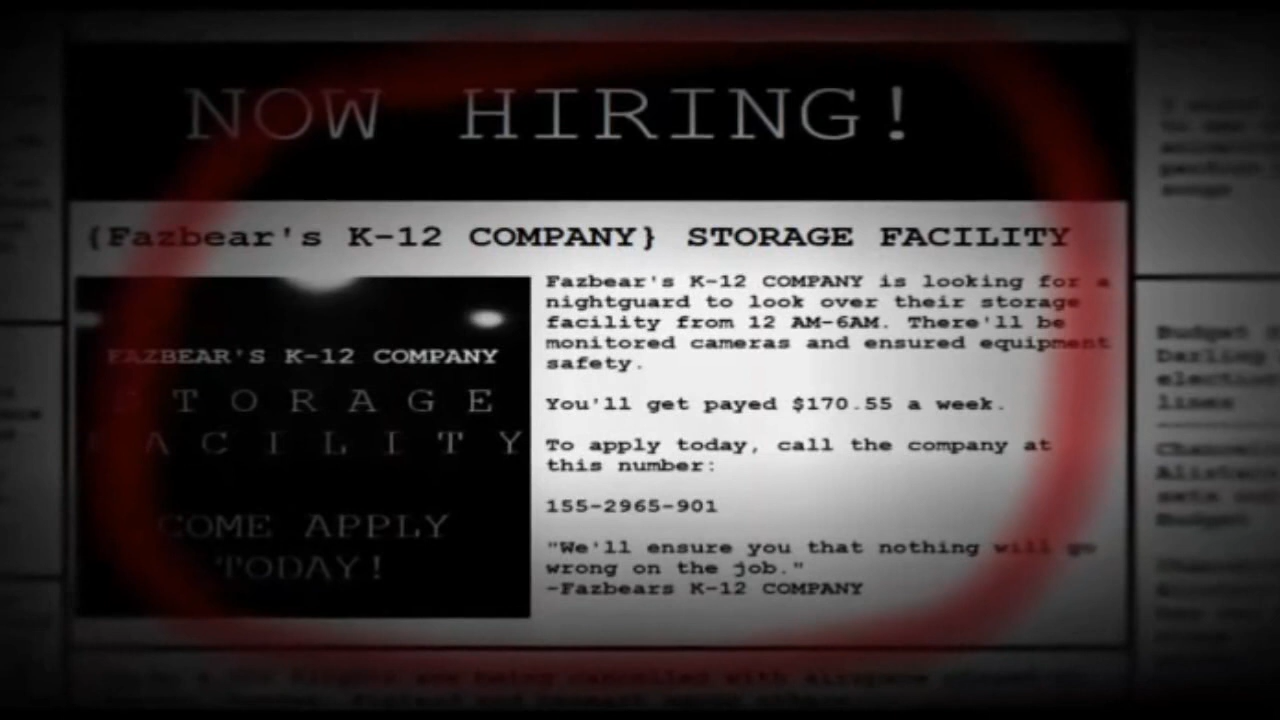 NOW HIRING!
{Fazbear's K-12 COMPANY} STORAGE FACILITY
FAZBEAR'S K-12 COMPANY
STORAGE
FACILITY
COME APPLY
TODAY!
Fazbear's K-12 COMPANY is looking for a
nightguard to look over their storage
facility from 12 AM-6AM. There'll be
monitored cameras and ensured equipment
safety.
You'll get payed $170.55 a week.
To apply today, call the company at
this number:
155-2965-901
"We'll ensure you that nothing will go
wrong on the job."
-Fazbears K-12 COMPANY
Budget
Darling
election
lines
Budget